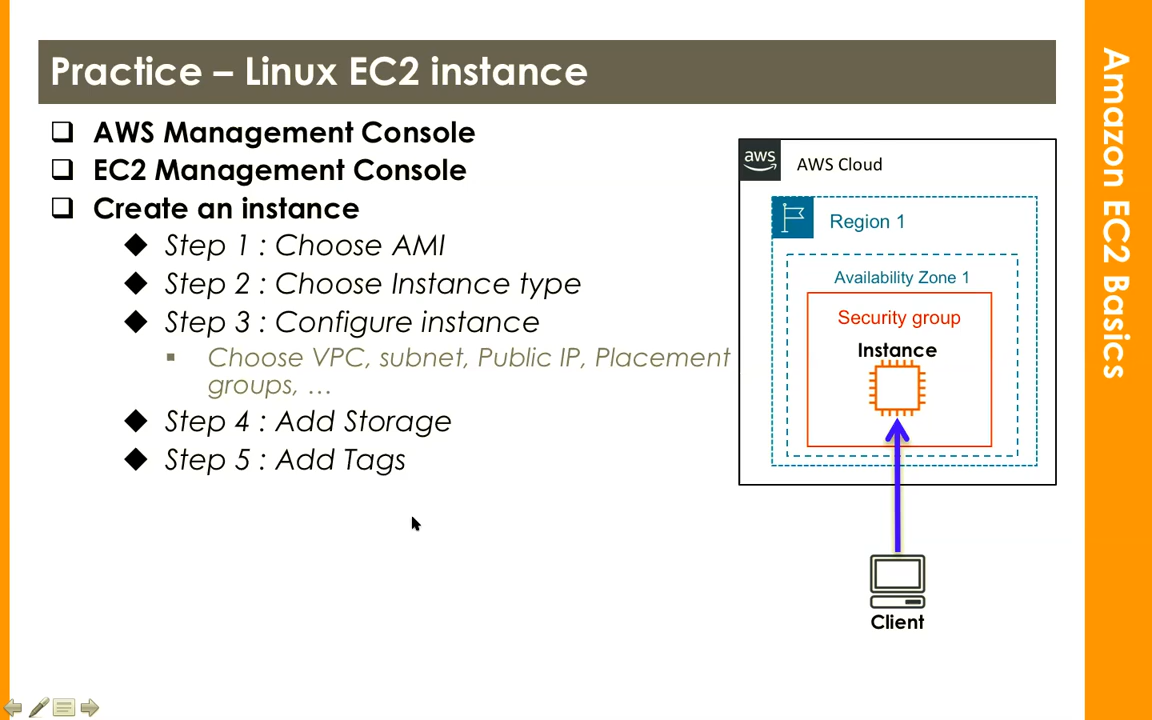 Practice – Linux EC2 instance
AWS Management Console
EC2 Management Console
Create an instance
Step 1 : Choose AMI
Step 2 : Choose Instance type
Step 3 : Configure instance
Choose VPC, subnet, Public IP, Placement
groups, …
Step 4 : Add Storage
Step 5 : Add Tags
aws
AWS Cloud
Region 1
Availability Zone 1
Security group
Instance
Client
Amazon EC2 Basics